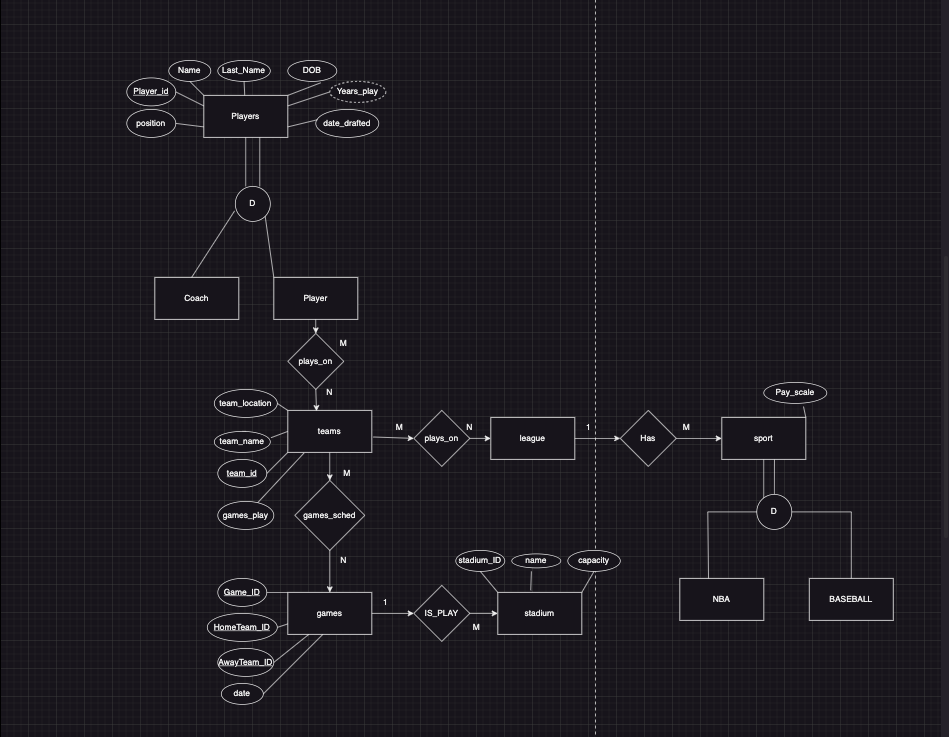 Name
Last_Name
DOB
Player_id
Years_play
Players
position
date_drafted
D
Coach
Player
M
plays_on
N
Pay_scale
team_location
teams
M
plays_on
N
league
1
Has
M
sport
team_name
team_id
M
games_play
games_sched
D
N
stadium_ID
name
capacity
Game_ID
NBA
BASEBALL
games
1
IS_PLAY
M
stadium
HomeTeam_ID
AwayTeam_ID
date